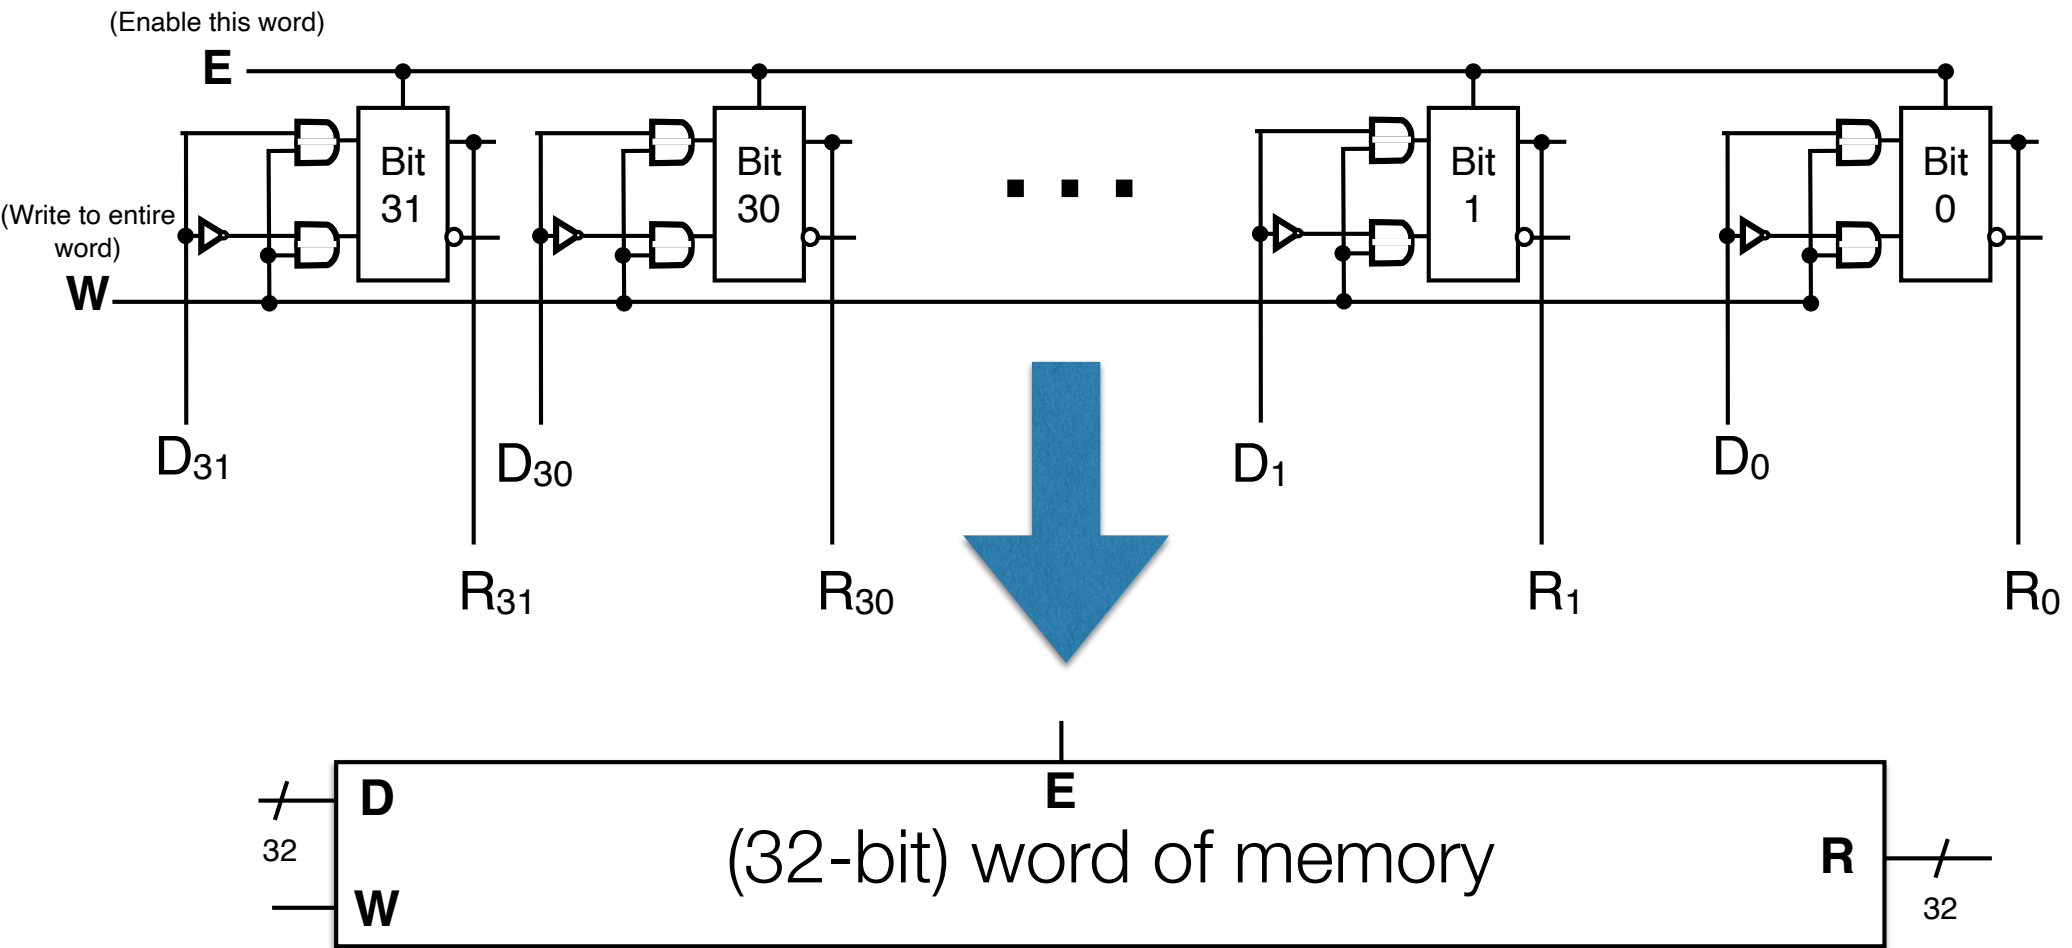 (Enable this word)
E
Bit
31
Bit
30
Bit
1
Bit
0
(Write to entire
word)
W
D31
D30
D1
D0
R31
R30
R1
R0
E
D
32
(32-bit) word of memory
R
32
W